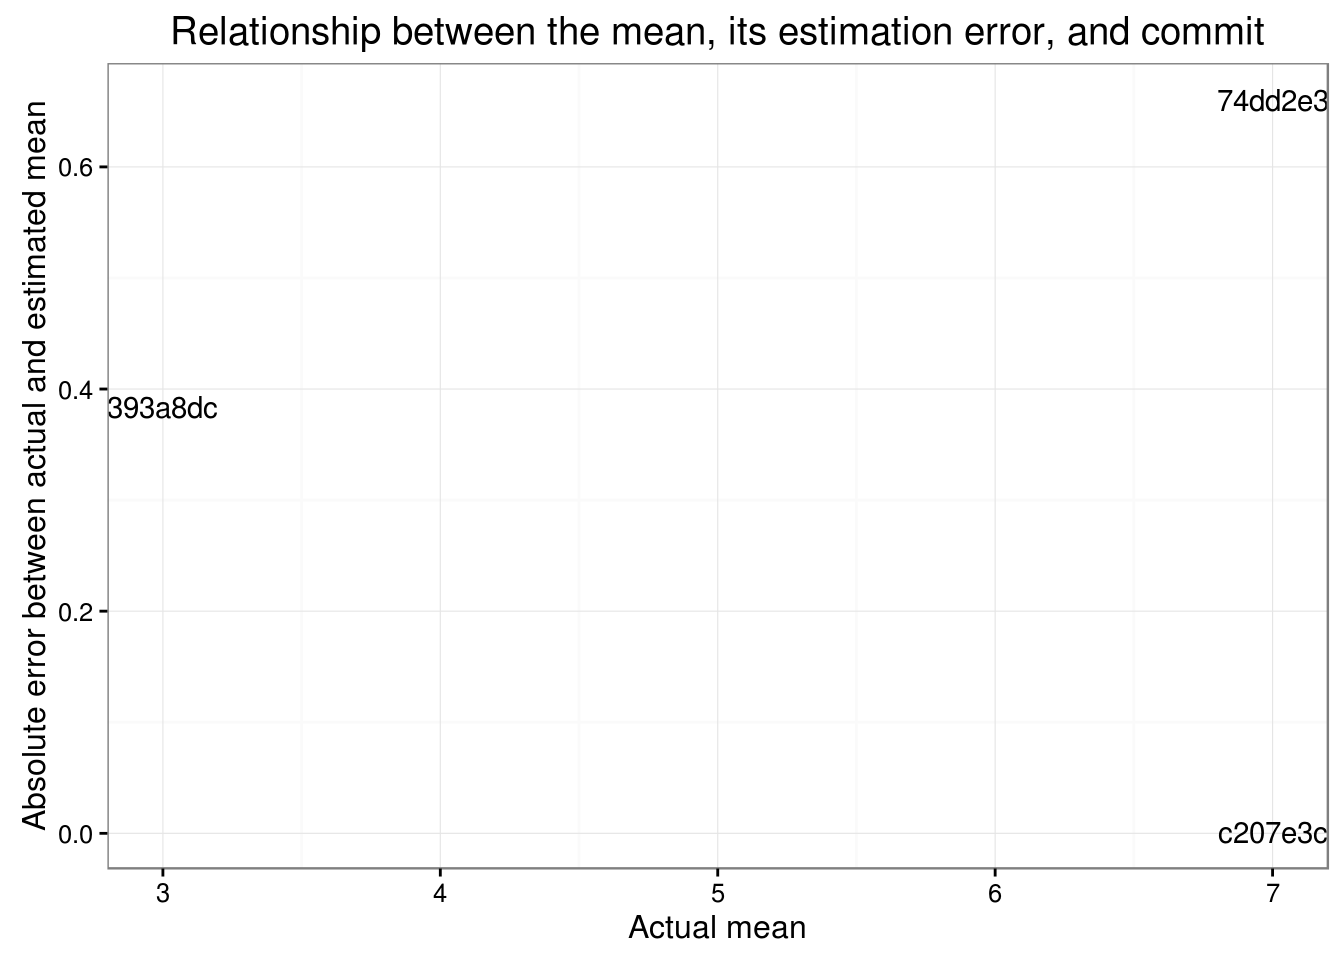 Relationship between the mean, its estimation error, and commit
Absolute error between actual and estimated mean
74dd2e3
0.6
0.4
393a8dc
0.2
0.0
c207e3c
3 4 5 6 7
Actual mean